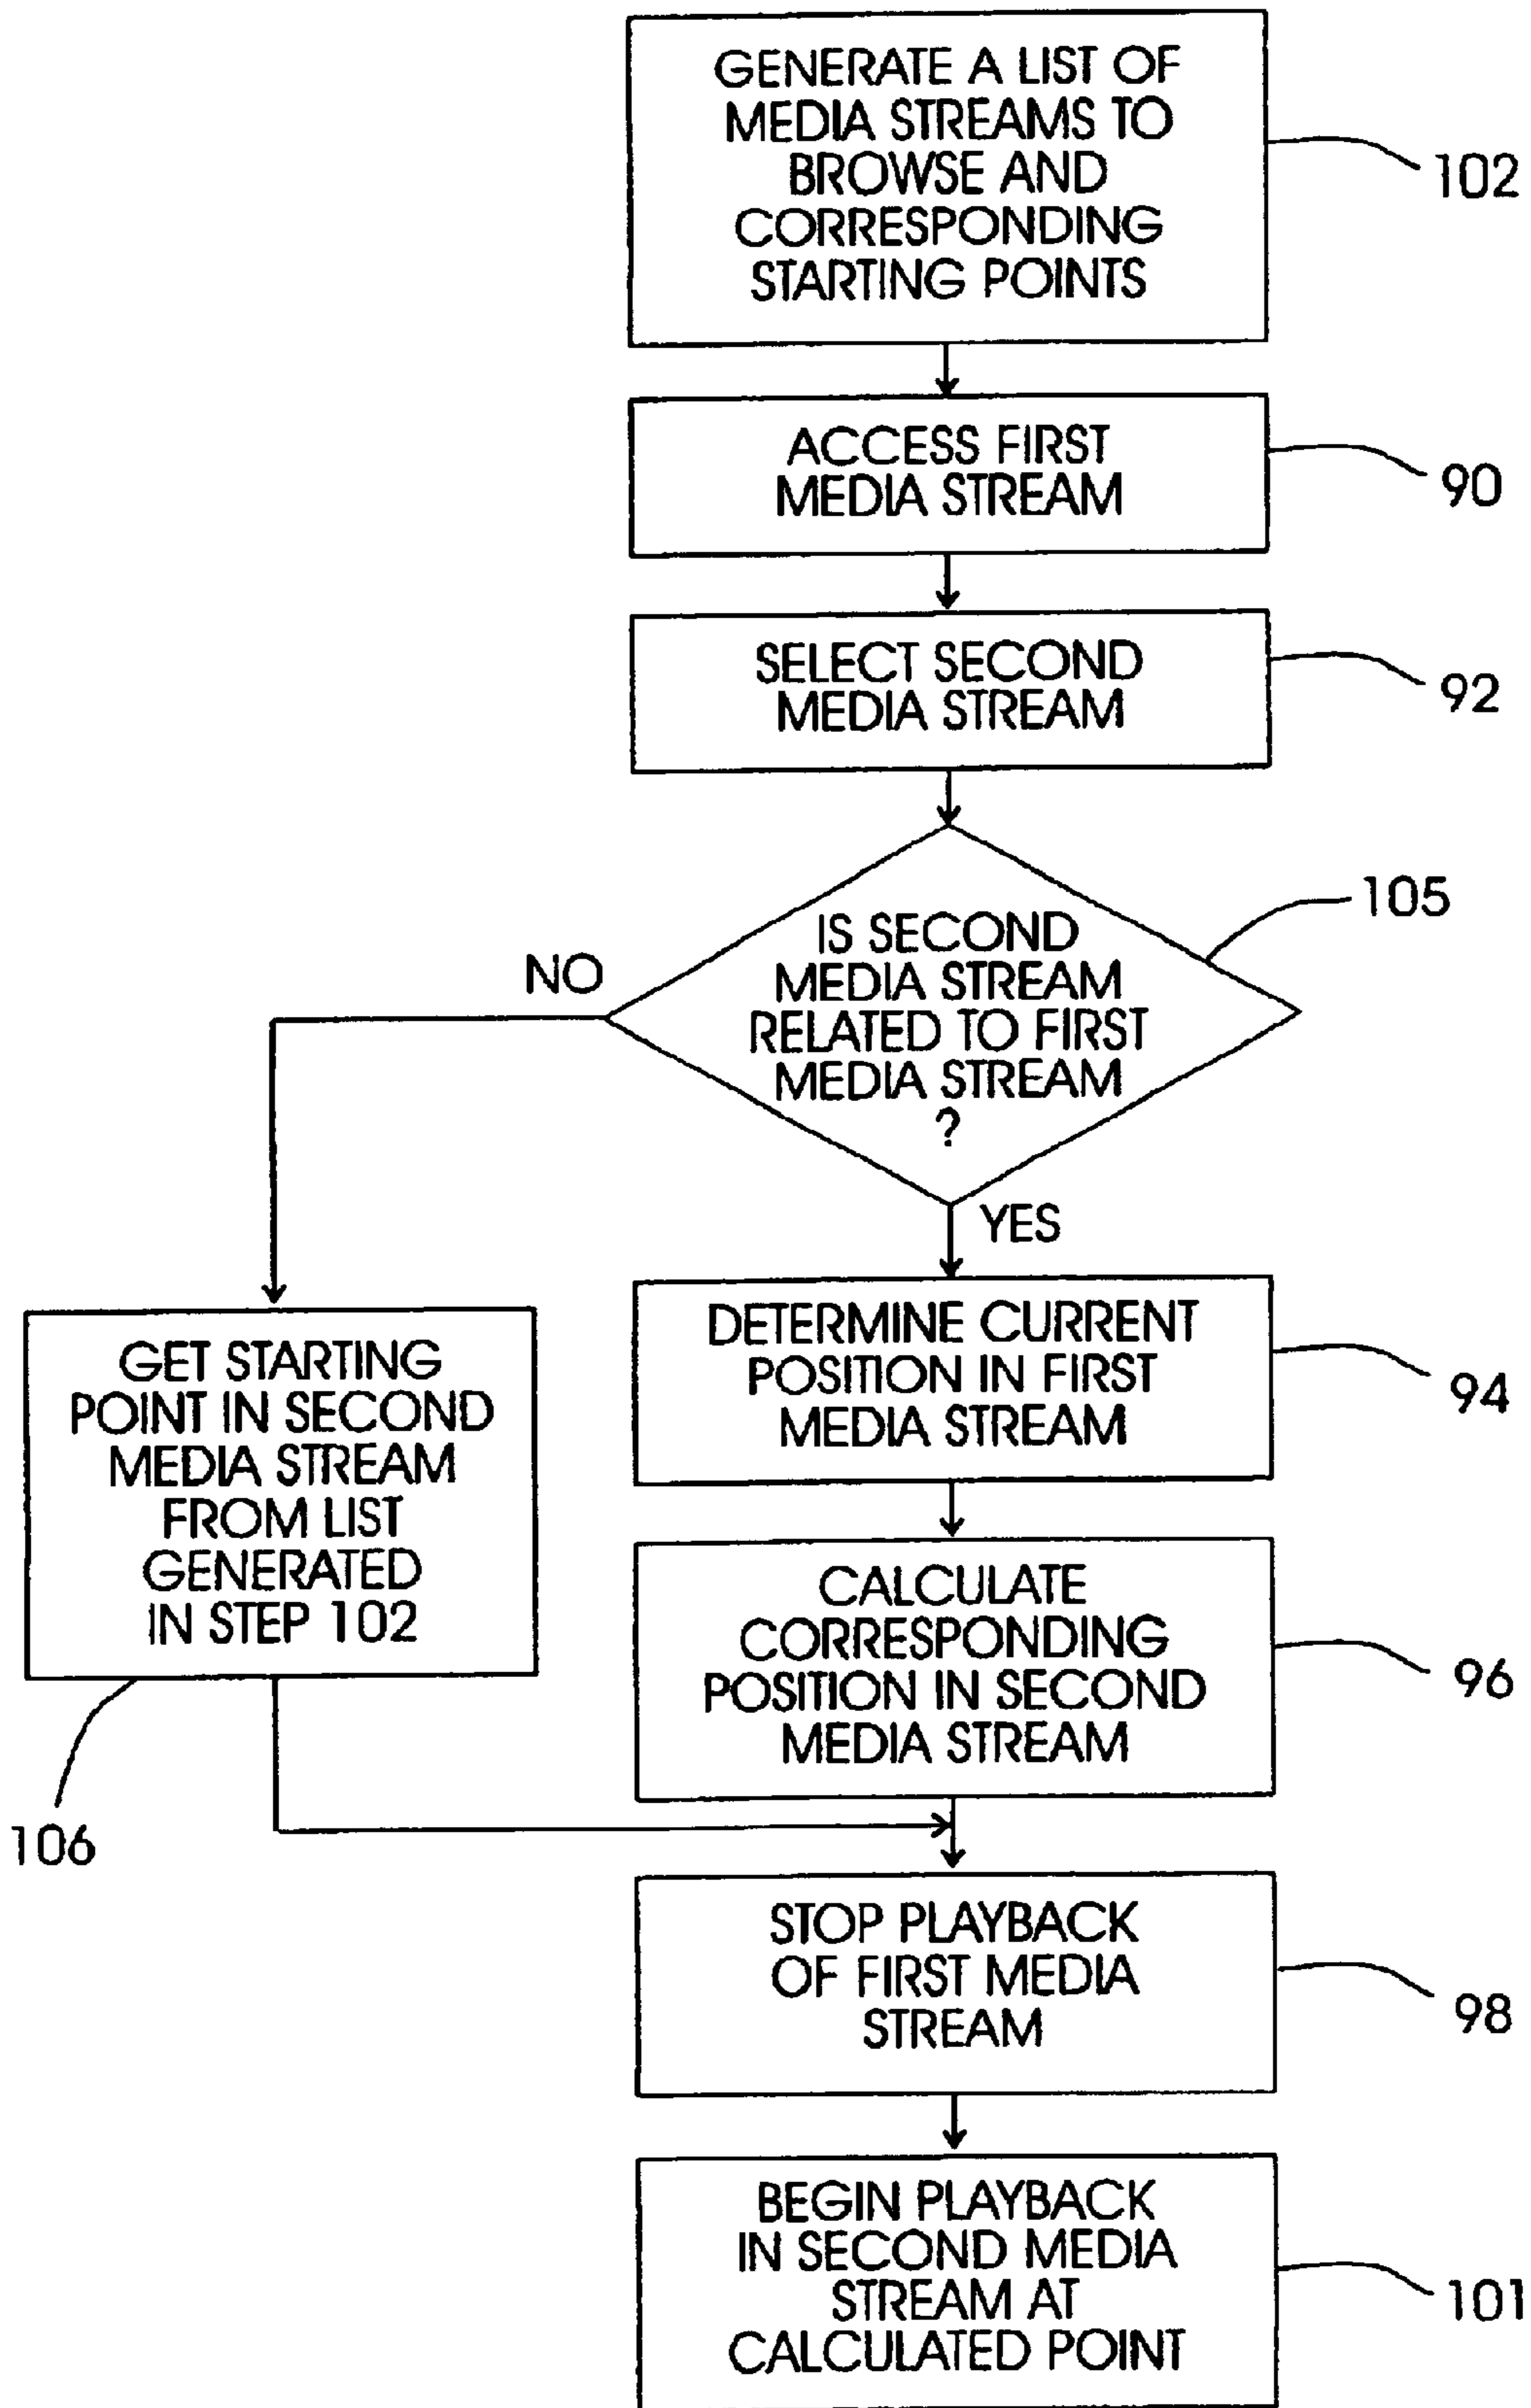 GENERATE A LIST OF
MEDIA STREAMS TO
BROWSE AND
CORRESPONDING
STARTING POINTS
102
ACCESS FIRST
MEDIA STREAM
90
SELECT SECOND
MEDIA STREAM
92
IS SECOND
MEDIA STREAM
RELATED TO FIRST
MEDIA STREAM
?
105
NO
YES
GET STARTING
POINT IN SECOND
MEDIA STREAM
FROM LIST
GENERATED
IN STEP 102
106
DETERMINE CURRENT
POSITION IN FIRST
MEDIA STREAM
94
CALCULATE
CORRESPONDING
POSITION IN SECOND
MEDIA STREAM
96
STOP PLAYBACK
OF FIRST MEDIA
STREAM
98
BEGIN PLAYBACK
IN SECOND MEDIA
STREAM AT
CALCULATED POINT
101